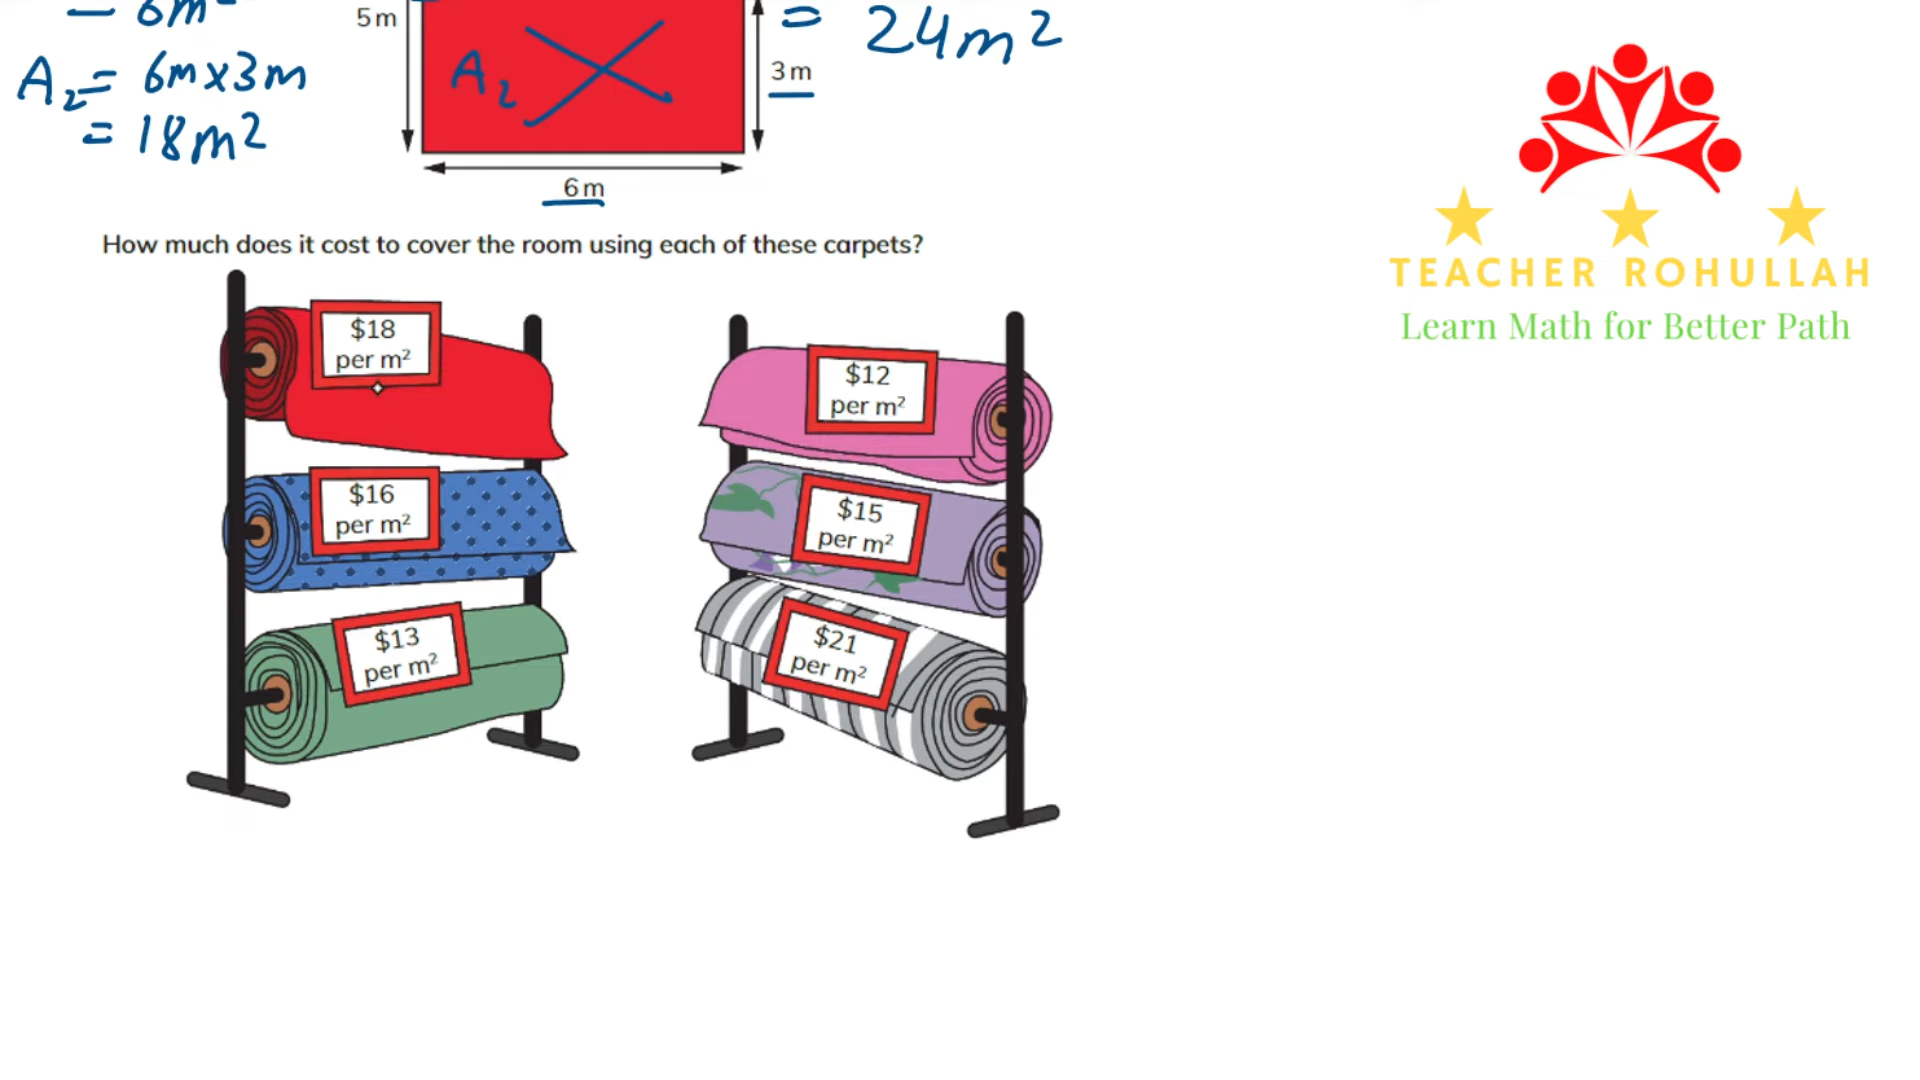 = 6m²
5 m
= 24m²
A₂ = 6m×3m
A₂
3 m
= 18m²
6 m
How much does it cost to cover the room using each of these carpets?
$18
per m²
$12
per m²
$16
per m²
$15
per m²
$13
per m²
$21
per m²
TEACHER ROHULLAH
Learn Math for Better Path